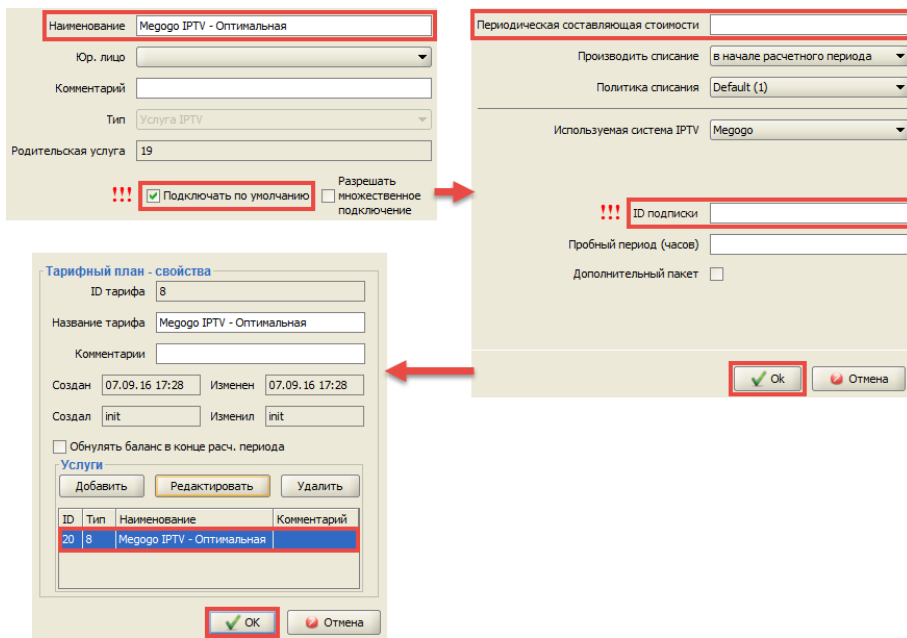 Наименование Megogo IPTV - Оптимальная
Юр. лицо
Комментарий
Тип Услуга IPTV
Родительская услуга 19
!!! Подключать по умолчанию Разрешать
множественное
подключение
Периодическая составляющая стоимости
Производить списание в начале расчетного периода
Политика списания Default (1)
Используемая система IPTV Megogo
!!! ID подписки
Пробный период (часов)
Дополнительный пакет
Ok Отмена
Тарифный план - свойства
ID тарифа 8
Название тарифа Megogo IPTV - Оптимальная
Комментарии
Создан 07.09.16 17:28 Изменен 07.09.16 17:28
Создал init Изменил init
Обнулять баланс в конце расч. периода
Услуги
Добавить Редактировать Удалить
ID Тип Наименование Комментарий
20 8 Megogo IPTV - Оптимальная
OK Отмена